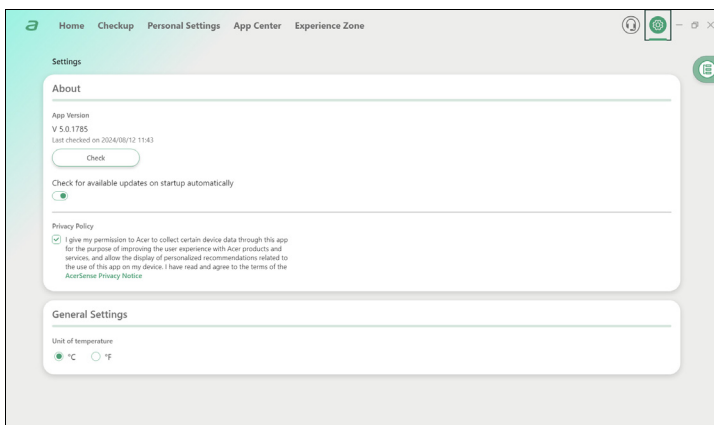 Home Checkup Personal Settings App Center Experience Zone
Settings
About
App Version
V 5.0.1785
Last checked on 2024/08/12 11:43
Check
Check for available updates on startup automatically
Privacy Policy
I give my permission to Acer to collect certain device data through this app
for the purpose of improving the user experience with Acer products and
services, and allow the display of personalized recommendations related to
the use of this app on my device. I have read and agree to the terms of the
AcerSense Privacy Notice
General Settings
Unit of temperature
°C °F